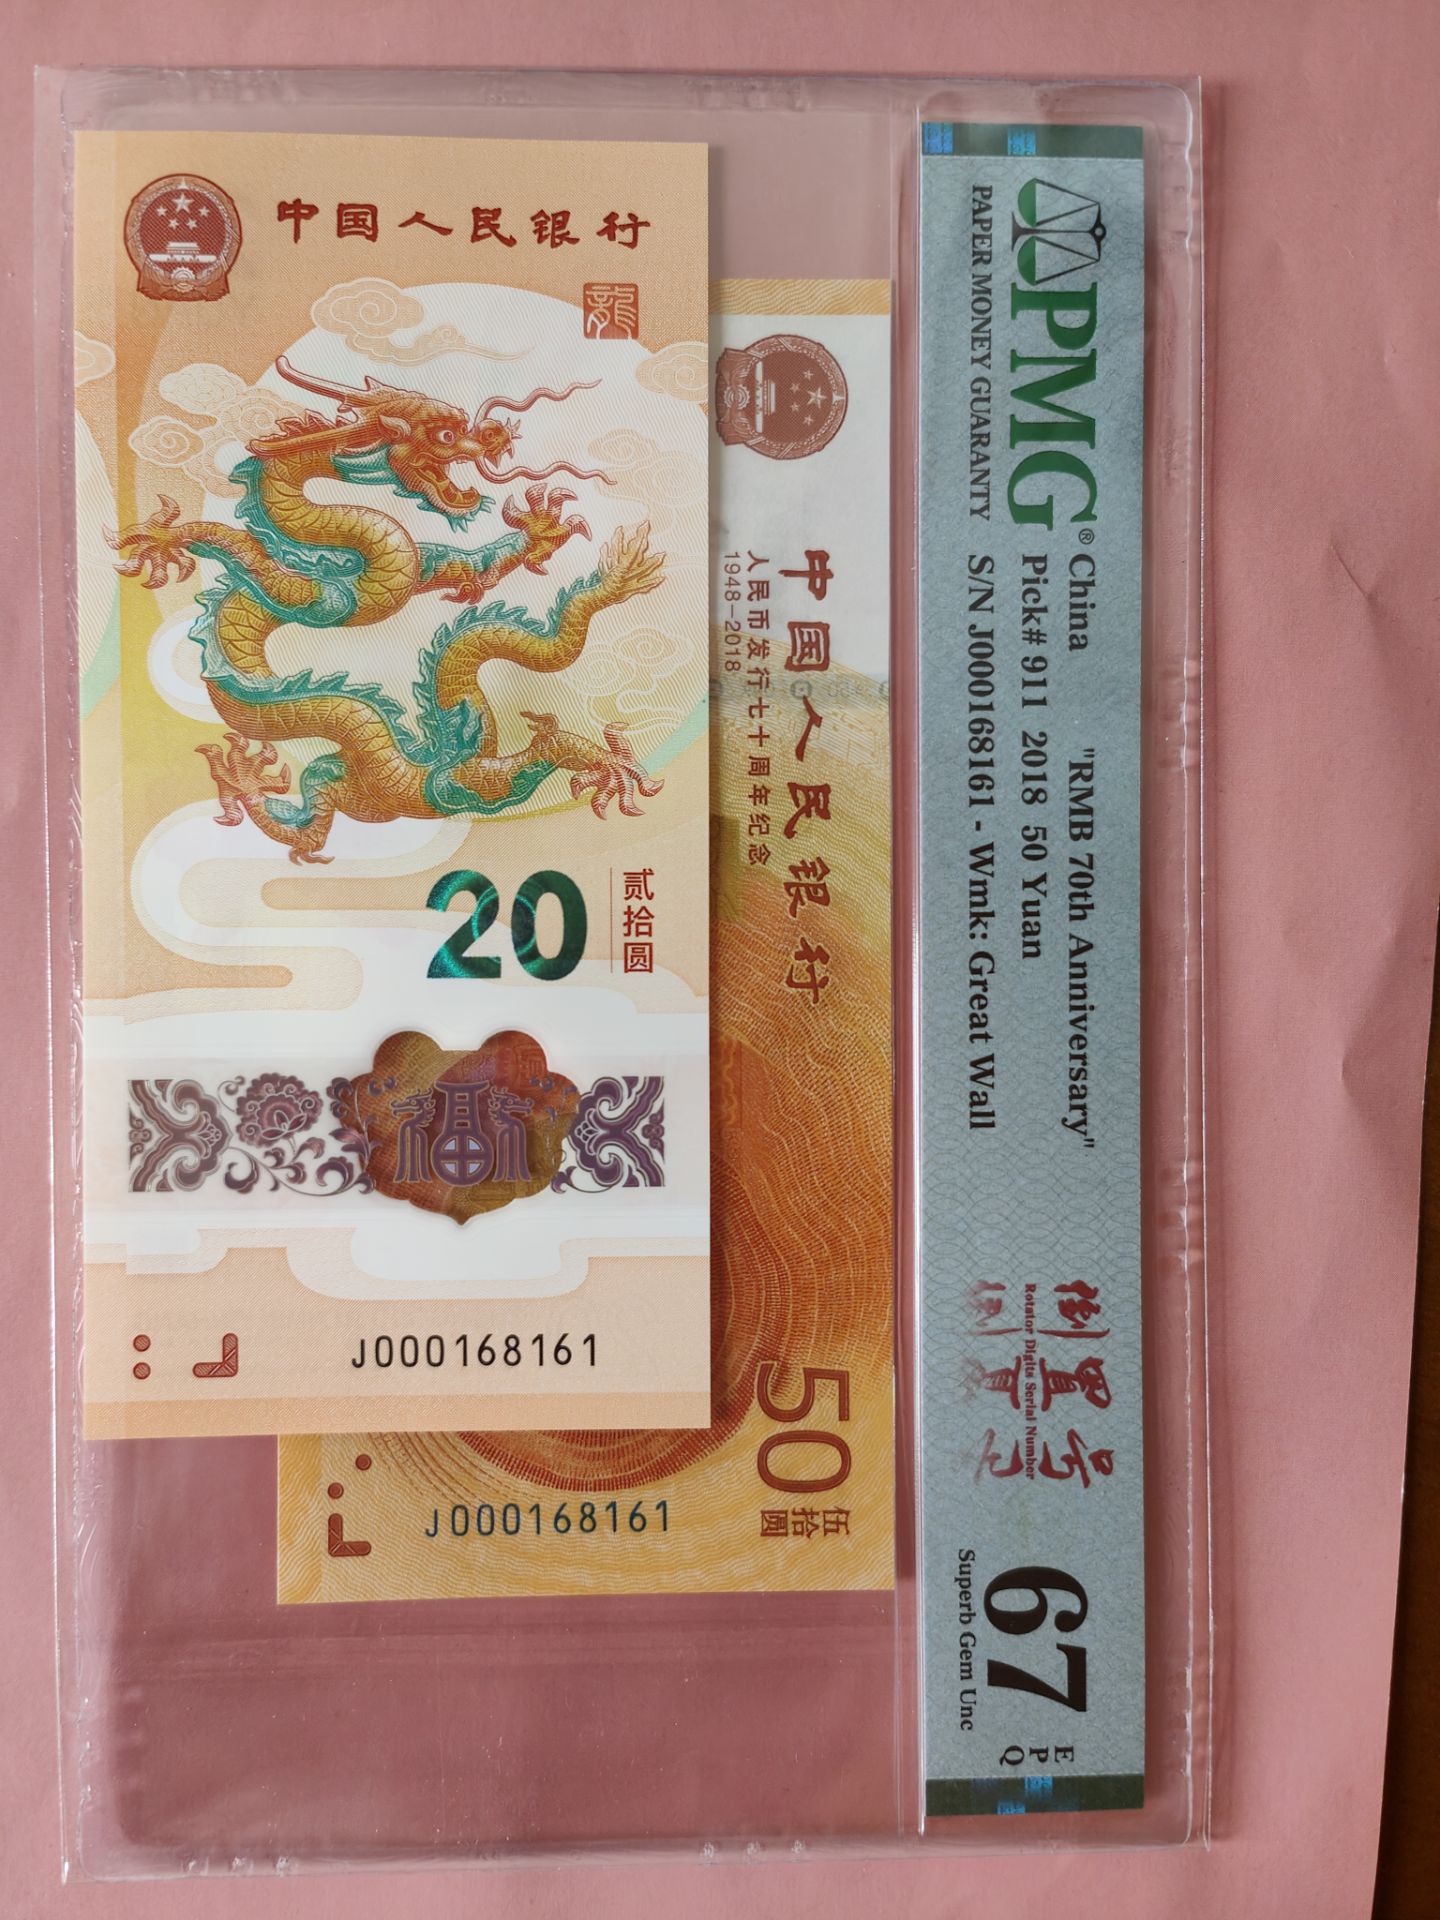 中国人民银行
龍
20
贰拾圆
福
J000168161
中国人民银行
人民币发行七十周年纪念
1948-2018
50
伍拾圆
J000168161
PMG®
PAPER MONEY GUARANTY
China "RMB 70th Anniversary"
Pick# 911 2018 50 Yuan
S/N J000168161 - Wmk: Great Wall
倒置号
Rotator Digits Serial Number
67
EPQ
Superb Gem Unc